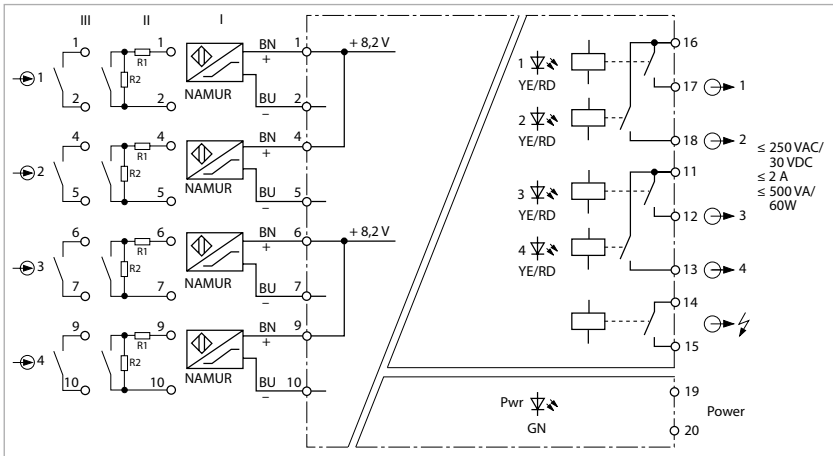 III II I
1 1 BN 1 + 8,2 V
R1 +
1 R2
2 2 NAMUR BU 2
–
4 4 BN 4
R1 +
2 R2
5 5 NAMUR BU 5
–
6 6 BN 6 + 8,2 V
R1 +
3 R2
7 7 NAMUR BU 7
–
9 9 BN 9
R1 +
4 R2
10 10 NAMUR BU 10
–
16
1
YE/RD 17 1
2
YE/RD 18 2
≤ 250 VAC/
30 VDC
≤ 2 A
≤ 500 VA/
60W
11
3
YE/RD 12 3
4
YE/RD 13 4
14
15
19
Pwr Power
GN 20